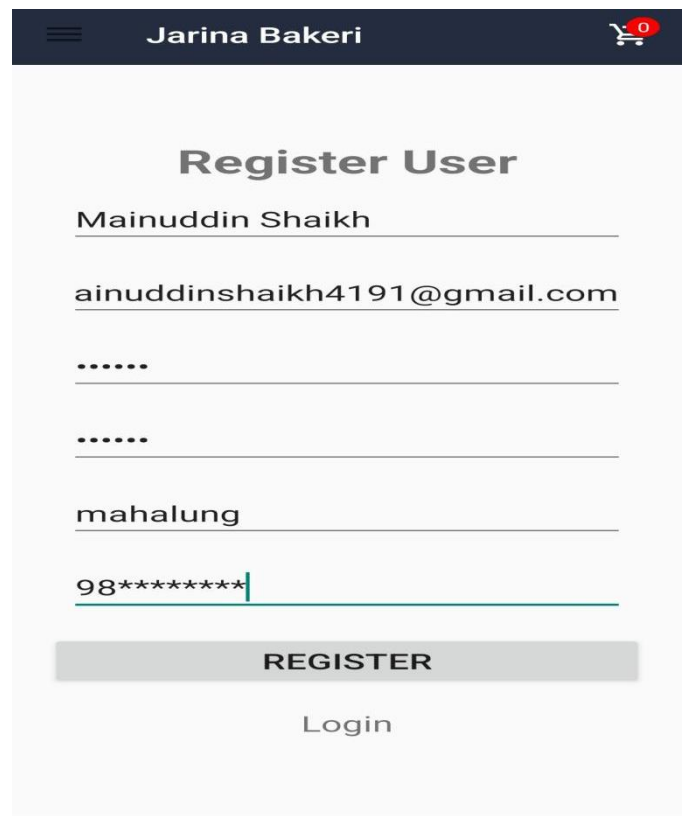 Jarina Bakeri
0
Register User
Mainuddin Shaikh
ainuddinshaikh4191@gmail.com
••••••
••••••
mahalung
98********
REGISTER
Login